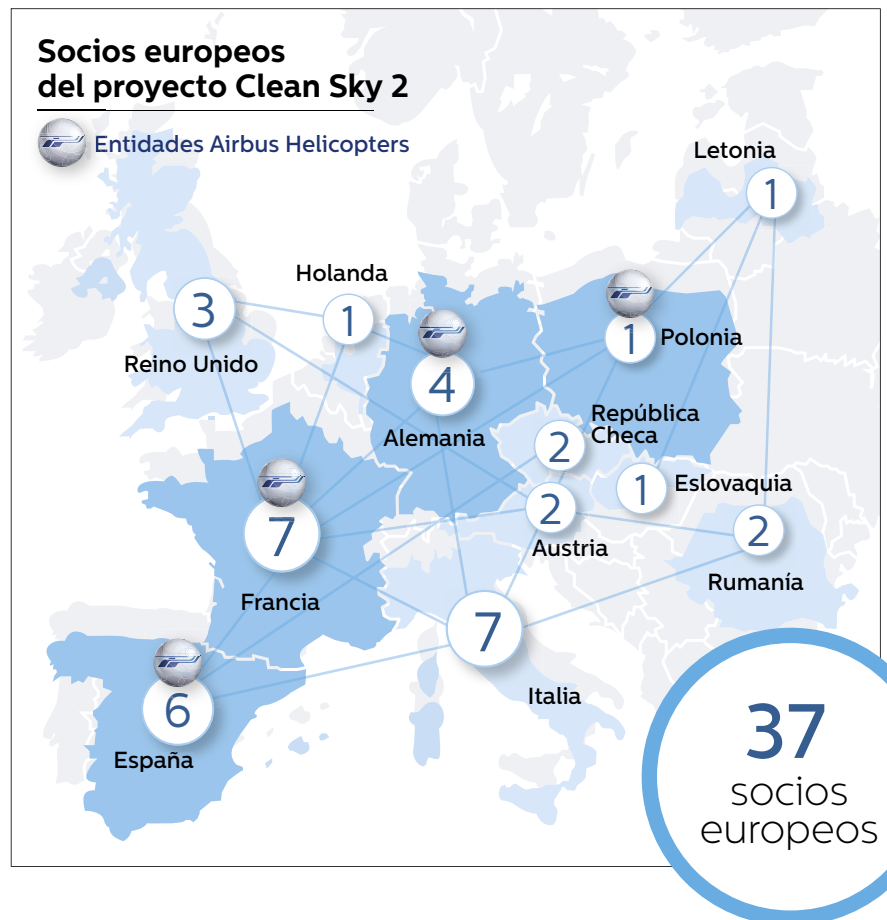 Socios europeos
del proyecto Clean Sky 2
Entidades Airbus Helicopters
Letonia
1
Holanda
3
1
1
Polonia
Reino Unido
4
República
Checa
Alemania
2
Eslovaquia
1
7
2
Austria
2
Rumanía
Francia
7
Italia
6
España
37
socios
europeos